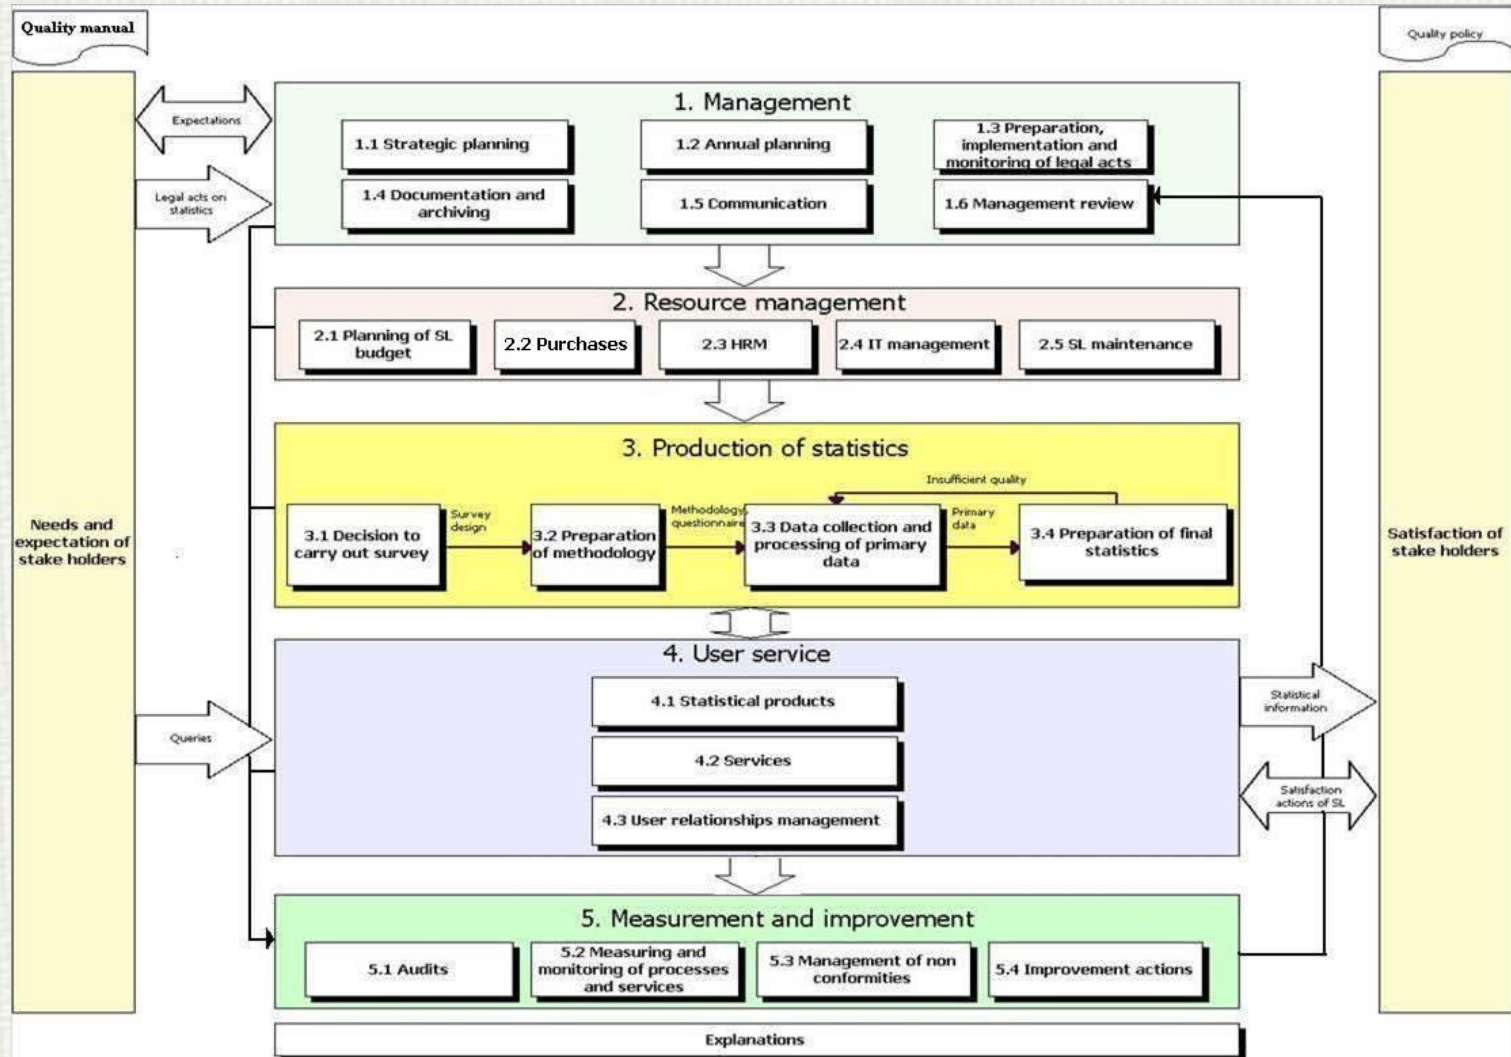 Quality manual
Quality policy
Needs and
expectation of
stake holders
Expectations
Legal acts on
statistics
Queries
1. Management
1.1 Strategic planning
1.2 Annual planning
1.3 Preparation,
implementation and
monitoring of legal acts
1.4 Documentation and
archiving
1.5 Communication
1.6 Management review
2. Resource management
2.1 Planning of SL
budget
2.2 Purchases
2.3 HRM
2.4 IT management
2.5 SL maintenance
3. Production of statistics
Insufficient quality
3.1 Decision to
carry out survey
Survey
design
3.2 Preparation
of methodology
Methodology,
questionnaire
3.3 Data collection and
processing of primary
data
Primary
data
3.4 Preparation of final
statistics
4. User service
4.1 Statistical products
4.2 Services
4.3 User relationships management
Statistical
information
Satisfaction
actions of SL
5. Measurement and improvement
5.1 Audits
5.2 Measuring and
monitoring of processes
and services
5.3 Management of non
conformities
5.4 Improvement actions
Explanations
Satisfaction of
stake holders